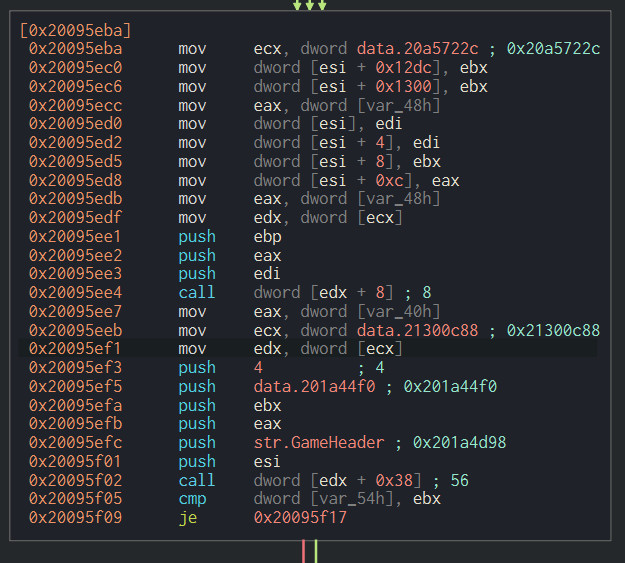 [0x20095eba]
0x20095eba mov ecx, dword data.20a5722c ; 0x20a5722c
0x20095ec0 mov dword [esi + 0x12dc], ebx
0x20095ec6 mov dword [esi + 0x1300], ebx
0x20095ecc mov eax, dword [var_48h]
0x20095ed0 mov dword [esi], edi
0x20095ed2 mov dword [esi + 4], edi
0x20095ed5 mov dword [esi + 8], ebx
0x20095ed8 mov dword [esi + 0xc], eax
0x20095edb mov eax, dword [var_48h]
0x20095edf mov edx, dword [ecx]
0x20095ee1 push ebp
0x20095ee2 push eax
0x20095ee3 push edi
0x20095ee4 call dword [edx + 8] ; 8
0x20095ee7 mov eax, dword [var_40h]
0x20095eeb mov ecx, dword data.21300c88 ; 0x21300c88
0x20095ef1 mov edx, dword [ecx]
0x20095ef3 push 4 ; 4
0x20095ef5 push data.201a44f0 ; 0x201a44f0
0x20095efa push ebx
0x20095efb push eax
0x20095efc push str.GameHeader ; 0x201a4d98
0x20095f01 push esi
0x20095f02 call dword [edx + 0x38] ; 56
0x20095f05 cmp dword [var_54h], ebx
0x20095f09 je 0x20095f17